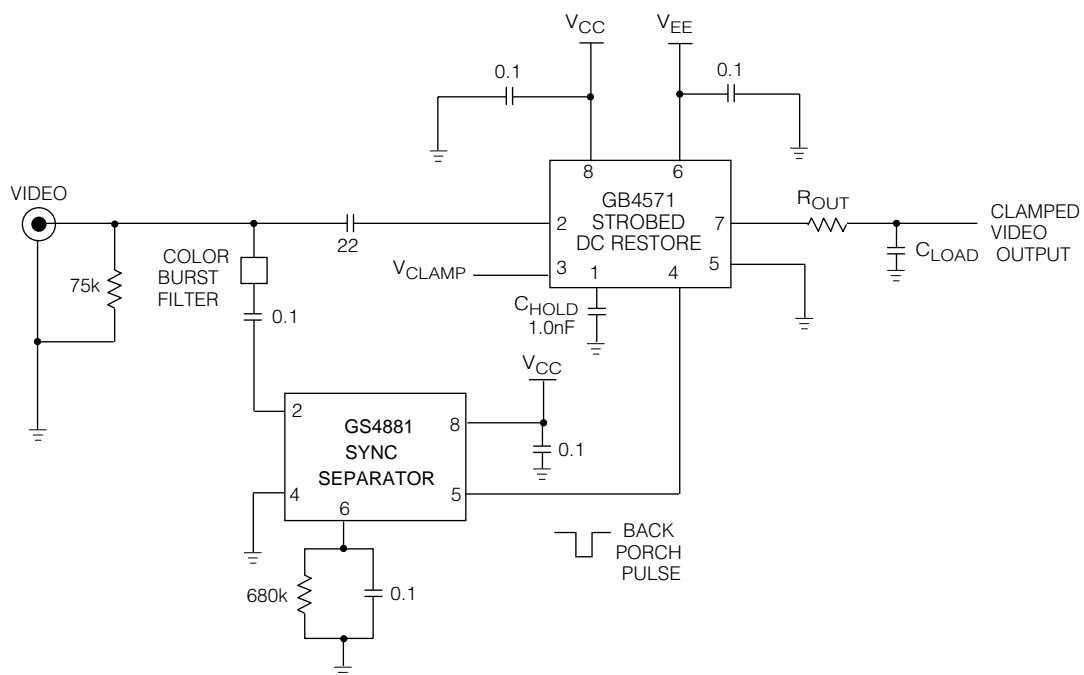 VCC
VEE
0.1
0.1
8
6
VIDEO
GB4571
STROBED
DC RESTORE
ROUT
2
7
CLAMPED
VIDEO
OUTPUT
22
COLOR
BURST
FILTER
VCLAMP
3
1
4
5
CLOAD
75k
CHOLD
1.0nF
0.1
VCC
2
GS4881
SYNC
SEPARATOR
8
0.1
4
5
6
BACK
PORCH
PULSE
680k
0.1